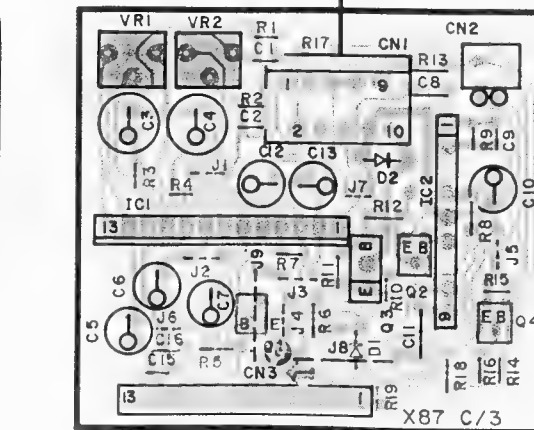 VR1 VR2 R1 CN2
C1 R17 CN1 R13
1 9 C8
R2
C3 C4 C2 2 10 1 R9 C9
C12 C13 D2 IC2 C10
R3 J1 J7
R4 R12 R8
IC1
13 1 J5
J9 B E B
J2 R7 R11 R15
C6 J3 E R10 Q2
C7 Q3 9 E B Q4
J6 B E J4 R6 C11
C5 C16
C15 R5 J8 D1 R18 R16 R14
CN3
13 1 R19
X87 C/3